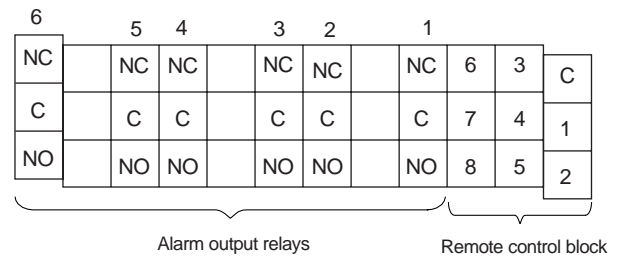 6 5 4 3 2 1
NC NC NC NC NC NC 6 3 C
C C C C C C 7 4 1
NO NO NO NO NO NO 8 5 2
Alarm output relays Remote control block